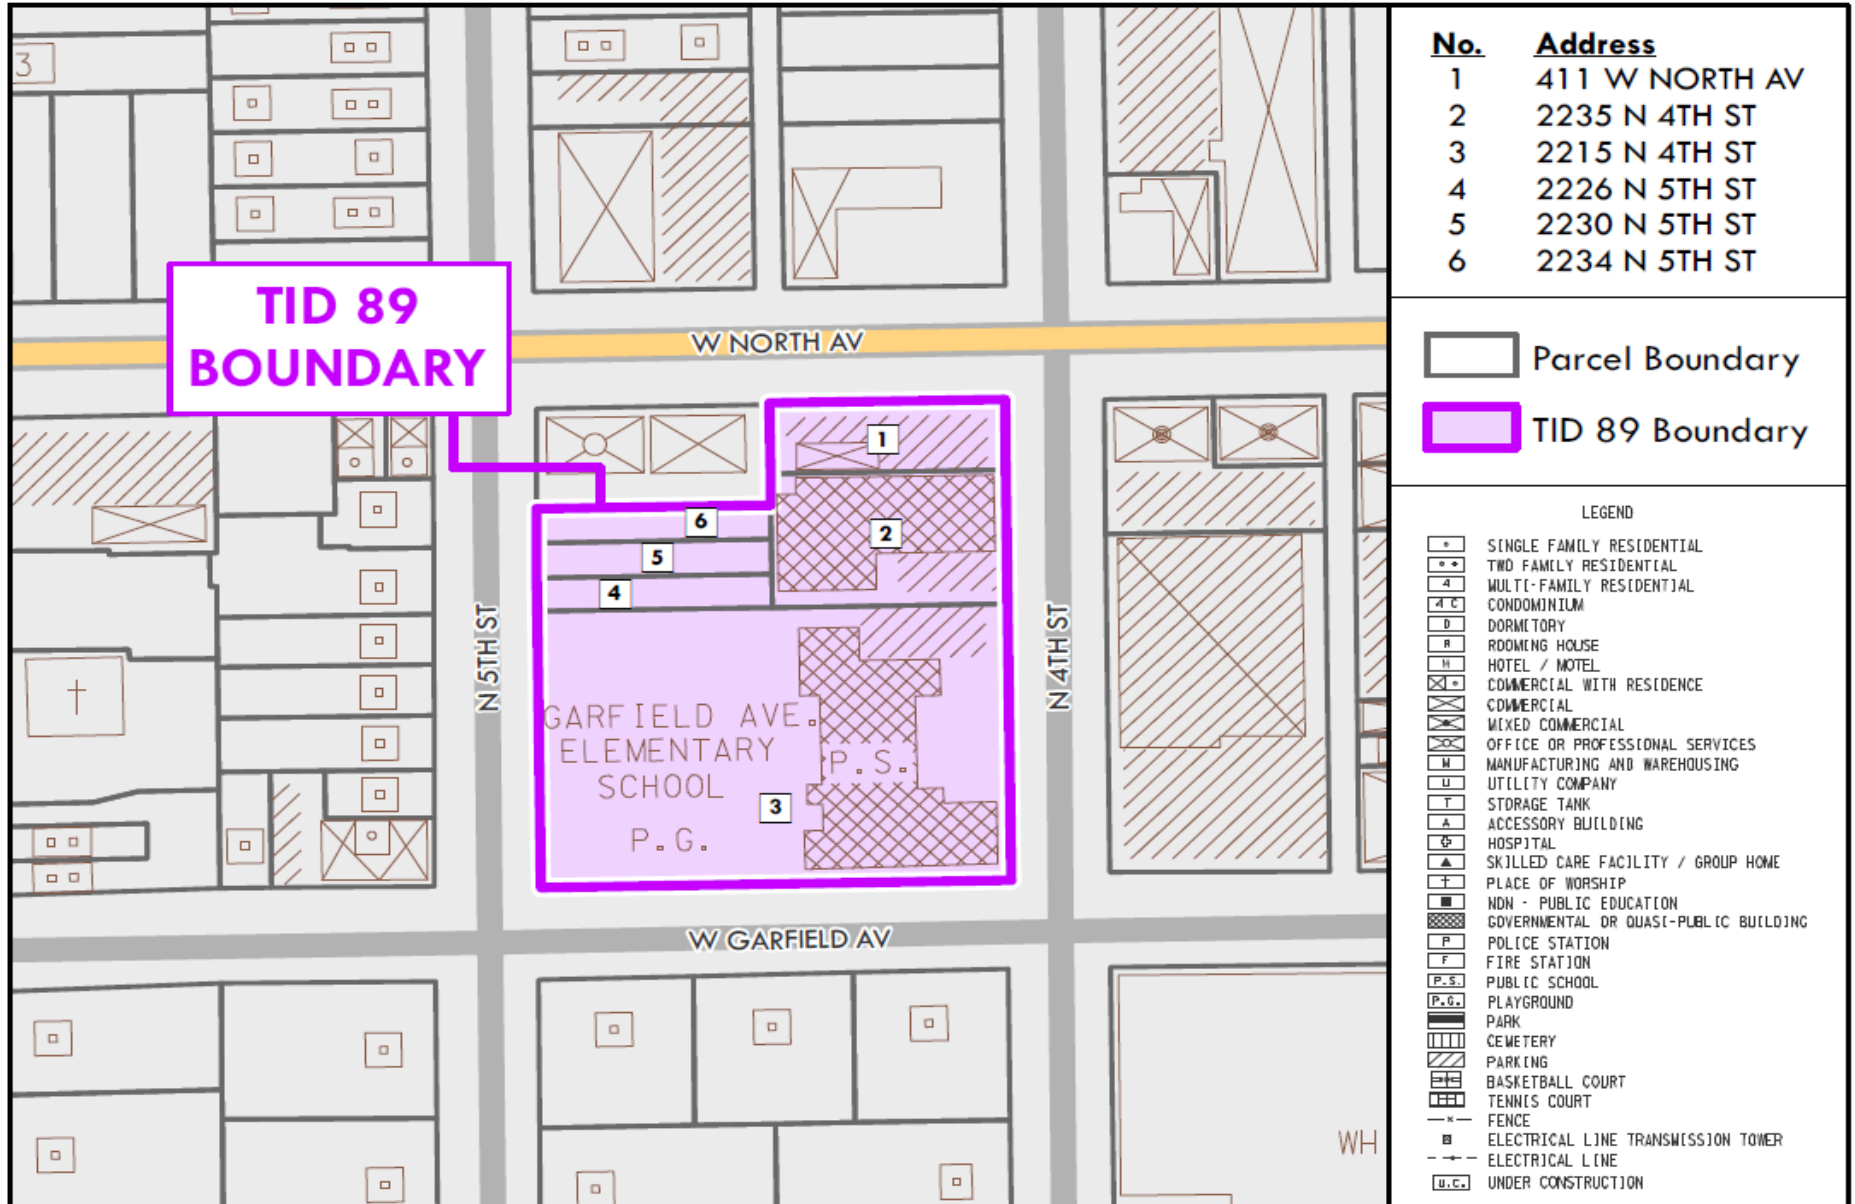 3
TID 89
BOUNDARY
W NORTH AV
1
2
6
5
4
N 5TH ST
N 4TH ST
GARFIELD AVE.
ELEMENTARY
SCHOOL
P.S.
3
P.G.
W GARFIELD AV
WH
No. Address
1 411 W NORTH AV
2 2235 N 4TH ST
3 2215 N 4TH ST
4 2226 N 5TH ST
5 2230 N 5TH ST
6 2234 N 5TH ST
Parcel Boundary
TID 89 Boundary
LEGEND
SINGLE FAMILY RESIDENTIAL
TWO FAMILY RESIDENTIAL
4 MULTI-FAMILY RESIDENTIAL
4 C CONDOMINIUM
D DORMITORY
R ROOMING HOUSE
H HOTEL / MOTEL
COMMERCIAL WITH RESIDENCE
COMMERCIAL
MIXED COMMERCIAL
OFFICE OR PROFESSIONAL SERVICES
M MANUFACTURING AND WAREHOUSING
U UTILITY COMPANY
T STORAGE TANK
A ACCESSORY BUILDING
HOSPITAL
SKILLED CARE FACILITY / GROUP HOME
PLACE OF WORSHIP
NON - PUBLIC EDUCATION
GOVERNMENTAL OR QUASI-PUBLIC BUILDING
P POLICE STATION
F FIRE STATION
P.S. PUBLIC SCHOOL
P.G. PLAYGROUND
PARK
CEMETERY
PARKING
BASKETBALL COURT
TENNIS COURT
FENCE
ELECTRICAL LINE TRANSMISSION TOWER
ELECTRICAL LINE
U.C. UNDER CONSTRUCTION